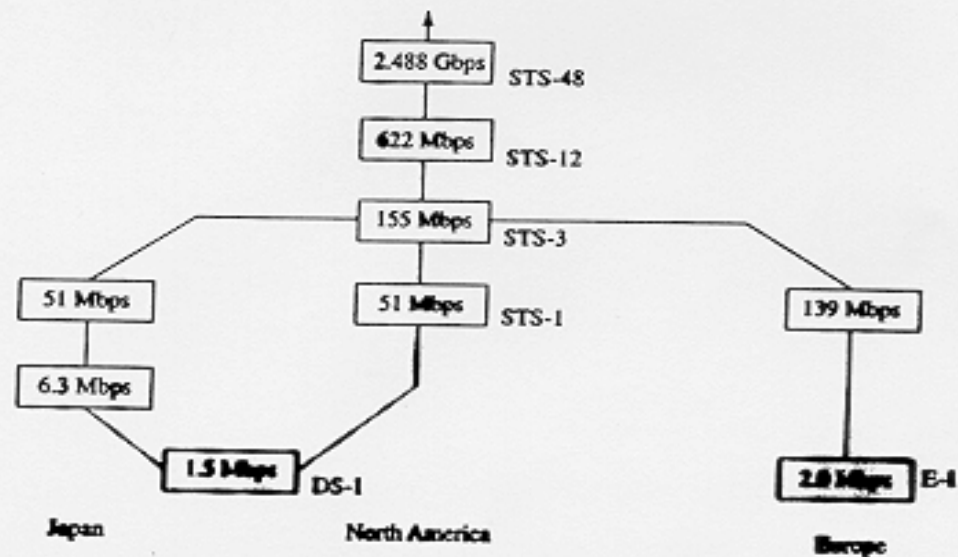 2.488 Gbps
STS-48
622 Mbps
STS-12
155 Mbps
STS-3
51 Mbps
51 Mbps
STS-1
139 Mbps
6.3 Mbps
1.5 Mbps
DS-1
2.0 Mbps
E-1
Japan
North America
Europe